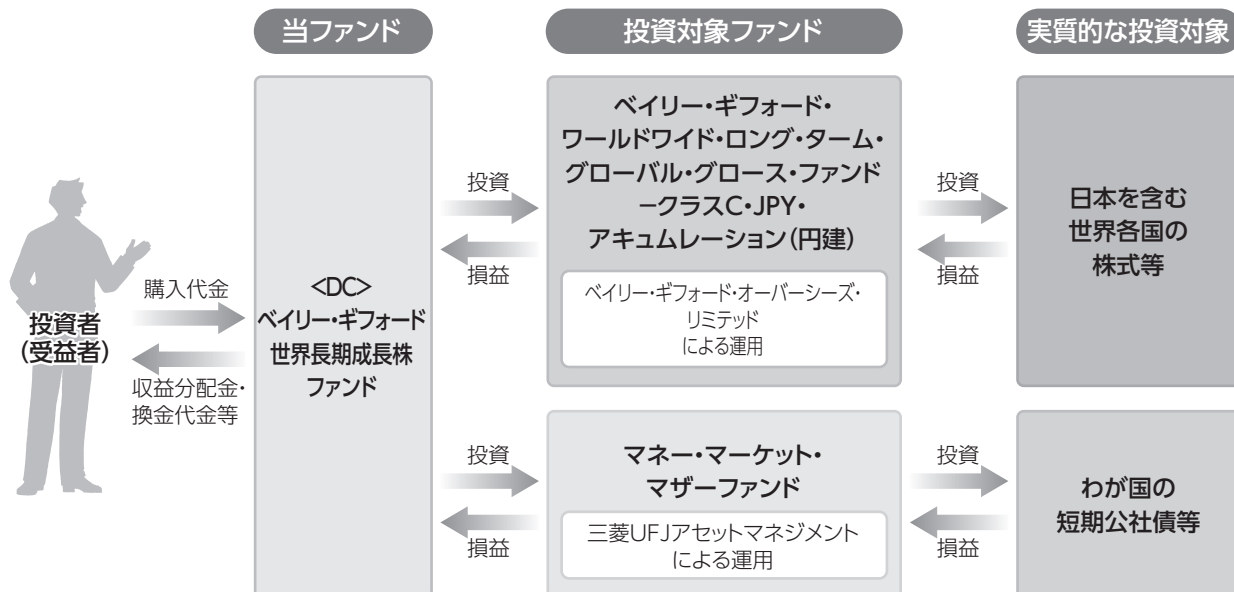 当ファンド
投資対象ファンド
実質的な投資対象
投資者
(受益者)
購入代金
収益分配金・
換金代金等
<DC>
ベイリー・ギフォード
世界長期成長株
ファンド
投資
損益
ベイリー・ギフォード・
ワールドワイド・ロング・ターム・
グローバル・グロース・ファンド
－クラスC・JPY・
アキュムレーション(円建)
ベイリー・ギフォード・オーバーシーズ・
リミテッド
による運用
投資
損益
日本を含む
世界各国の
株式等
投資
損益
マネー・マーケット・
マザーファンド
三菱UFJアセットマネジメント
による運用
投資
損益
わが国の
短期公社債等